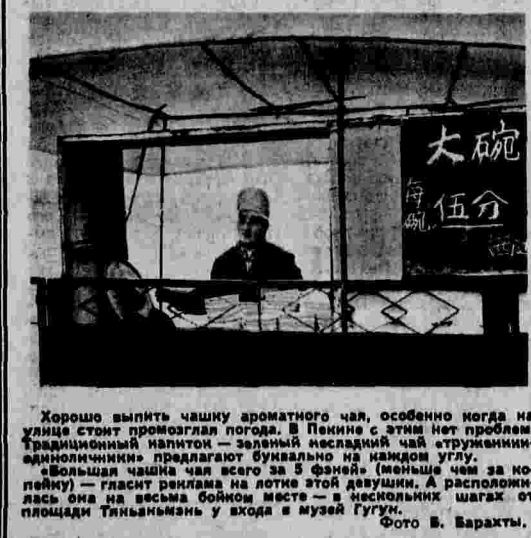 大碗
每碗
伍分
Хорошо выпить чашку ароматного чая, особенно когда на
улице стоит промозглая погода. В Пекине с этим нет проблем.
Традиционный напиток — зеленый несладкий чай «труженики-
единоличники» предлагают буквально на каждом углу.
«Большая чашка чая всего за 5 фэней» (меньше чем за ко-
пейку) — гласит реклама на лотке этой девушки. А расположи-
лась она на весьма бойком месте — в нескольких шагах от
площади Тяньаньмэнь у входа в музей Гугун.
Фото В. Барахты.